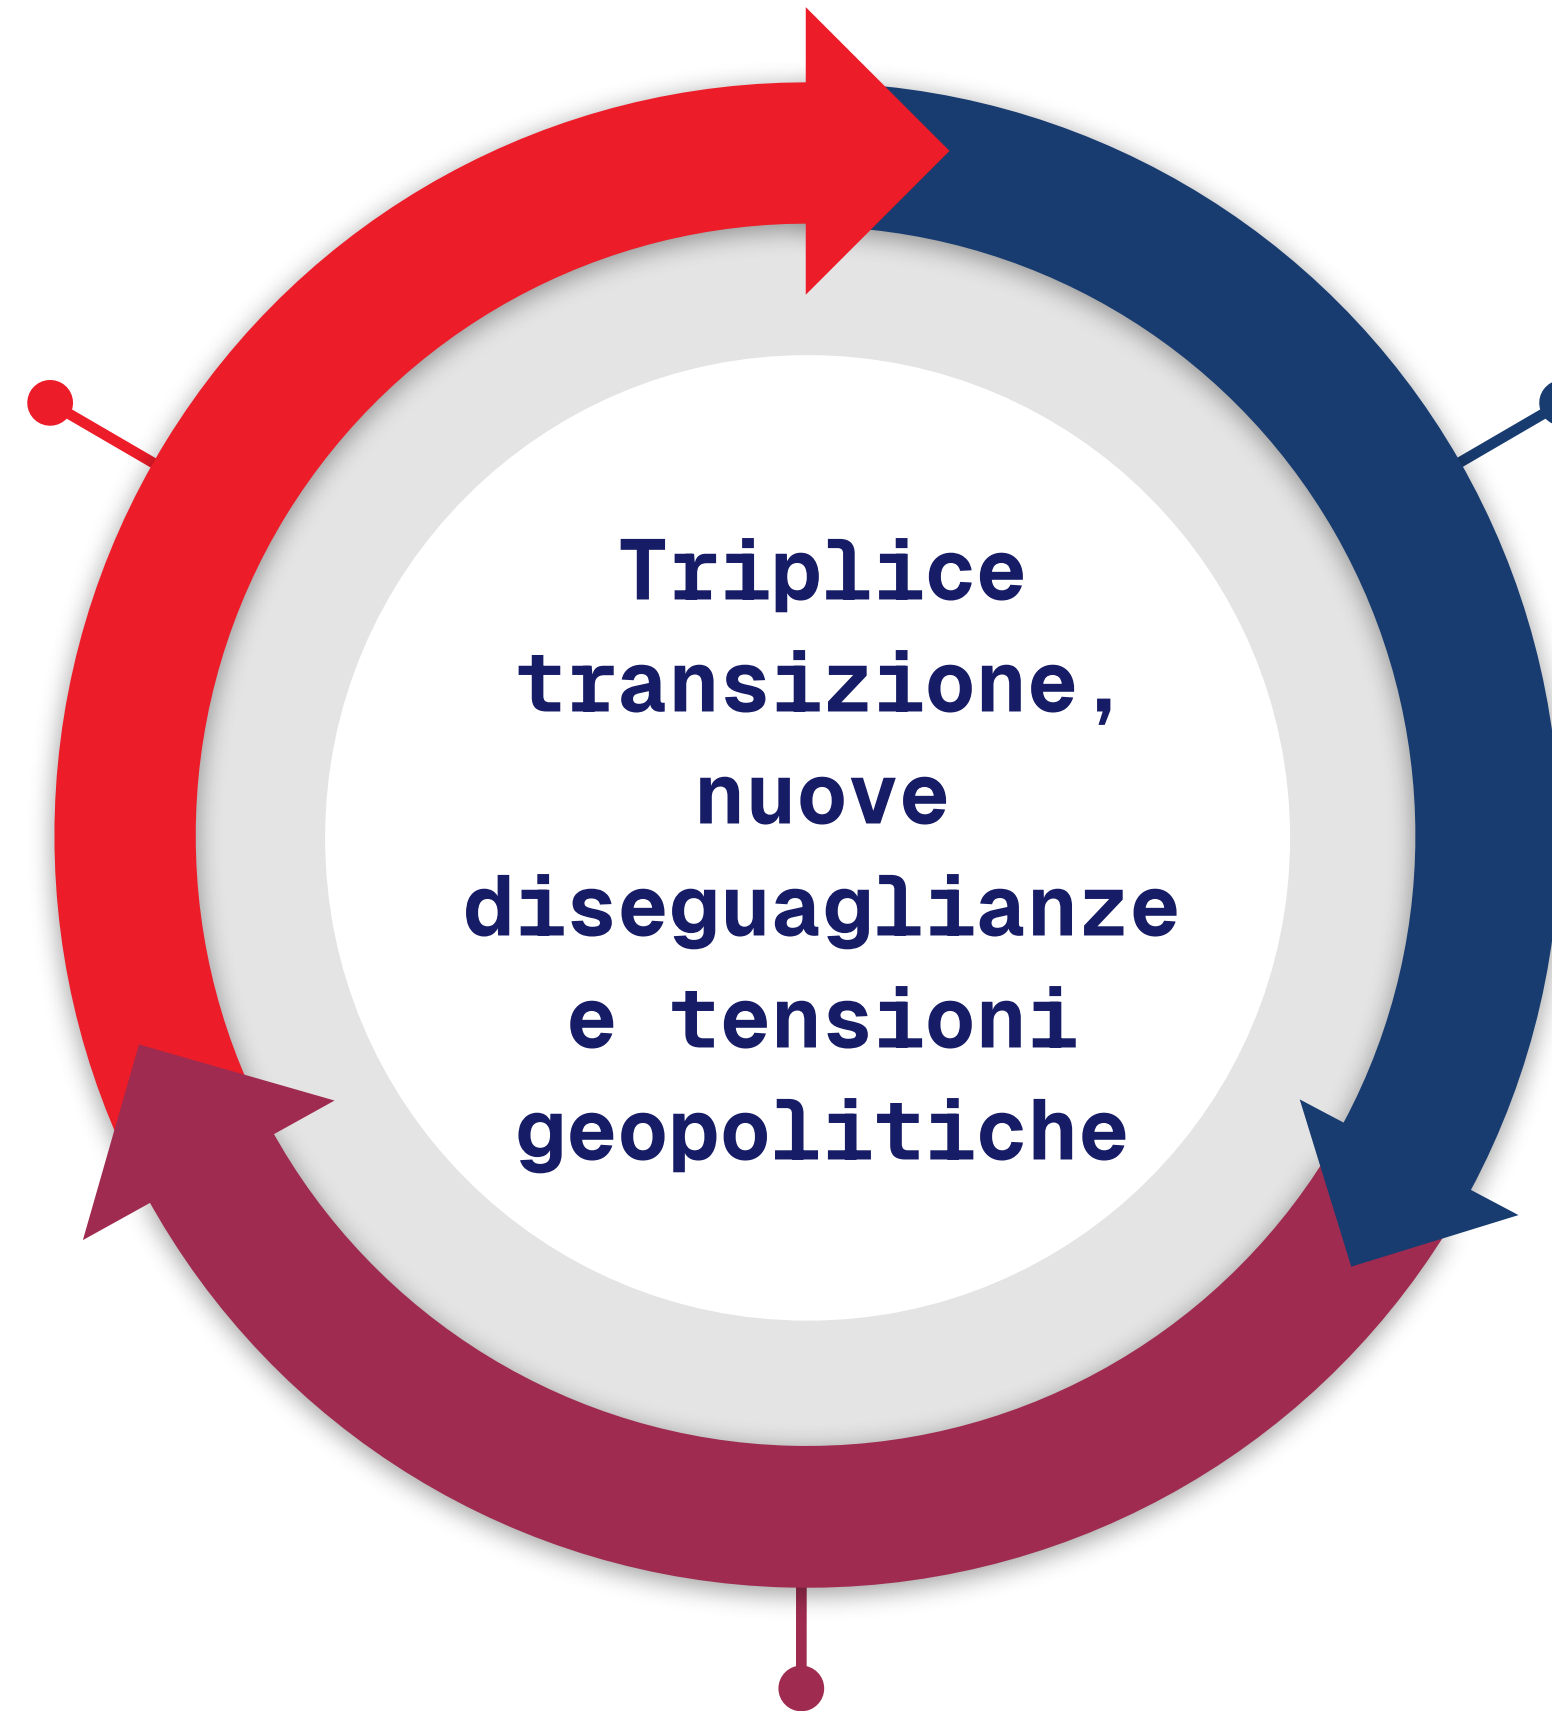 Triplice
transizione,
nuove
diseguaglianze
e tensioni
geopolitiche